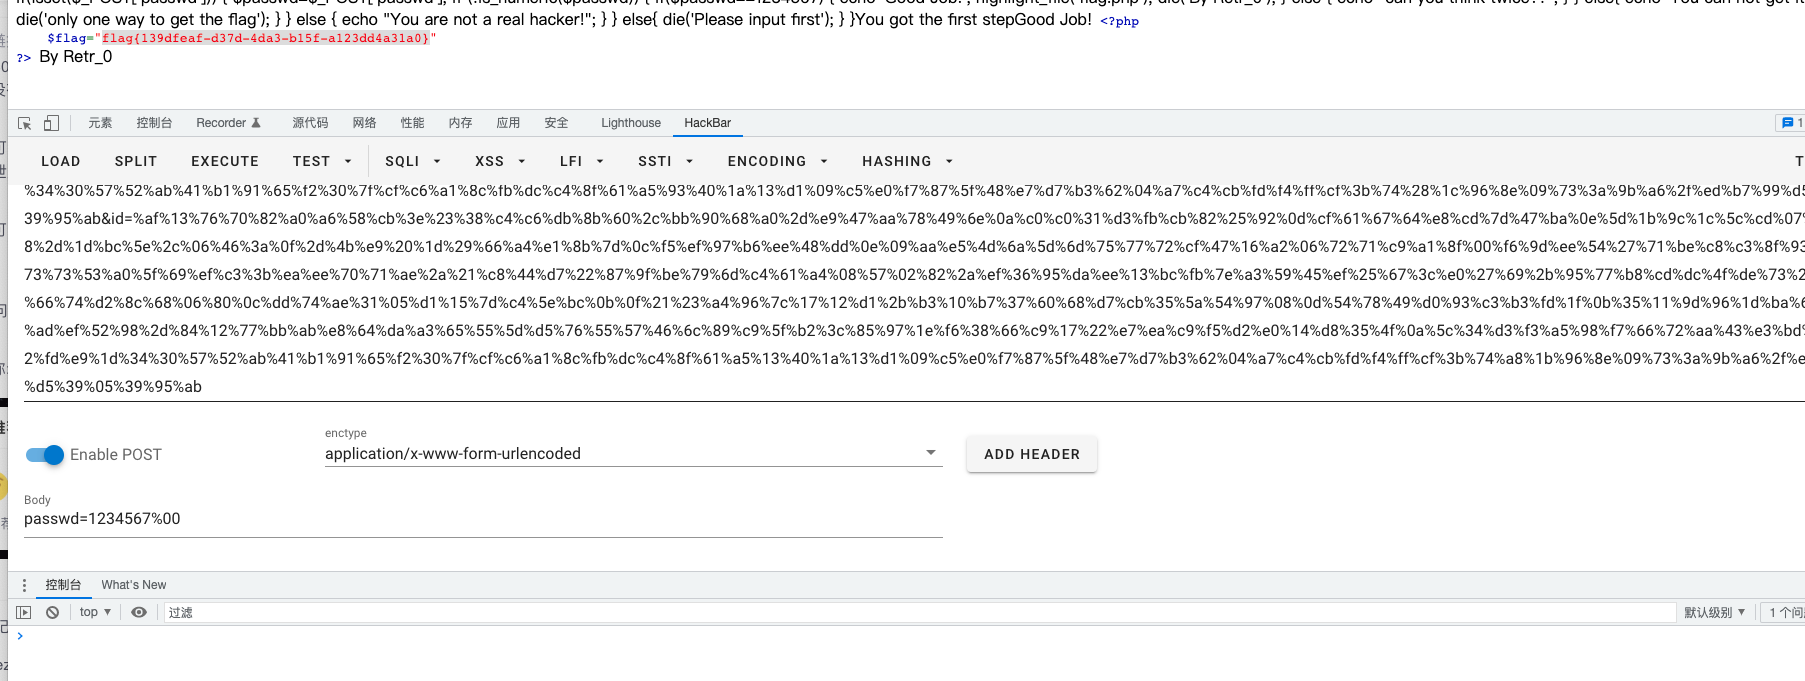 die('only one way to get the flag'); } } else { echo "You are not a real hacker!"; } } else{ die('Please input first'); } }You got the first stepGood Job! <?php
$flag="flag{139dfeaf-d37d-4da3-b15f-a123dd4a31a0}"
?> By Retr_0
元素 控制台 Recorder 源代码 网络 性能 内存 应用 安全 Lighthouse HackBar 1
LOAD SPLIT EXECUTE TEST SQLI XSS LFI SSTI ENCODING HASHING T
%34%30%57%52%ab%41%b1%91%65%f2%30%7f%cf%c6%a1%8c%fb%dc%c4%8f%61%a5%93%40%1a%13%d1%09%c5%e0%f7%87%5f%48%e7%d7%b3%62%04%a7%c4%cb%fd%f4%ff%cf%3b%74%28%1c%96%8e%09%73%3a%9b%a6%2f%ed%b7%99%d5
39%95%ab&id=%af%13%76%70%82%a0%a6%58%cb%3e%23%38%c4%c6%db%8b%60%2c%bb%90%68%a0%2d%e9%47%aa%78%49%6e%0a%c0%c0%31%d3%fb%cb%82%25%92%0d%cf%61%67%64%e8%cd%7d%47%ba%0e%5d%1b%9c%1c%5c%cd%07
8%2d%1d%bc%5e%2c%06%46%3a%0f%2d%4b%e9%20%1d%29%66%a4%e1%8b%7d%0c%f5%ef%97%b6%ee%48%dd%0e%09%aa%e5%4d%6a%5d%6d%75%77%72%cf%47%16%a2%06%72%71%c9%a1%8f%00%f6%9d%ee%54%27%71%be%c8%c3%8f%93
73%73%53%a0%5f%69%ef%c3%3b%ea%ee%70%71%ae%2a%21%c8%44%d7%22%87%9f%be%79%6d%c4%61%a4%08%57%02%82%2a%ef%36%95%da%ee%13%bc%fb%7e%a3%59%45%ef%25%67%3c%e0%27%69%2b%95%77%b8%cd%dc%4f%de%73%2
%66%74%d2%8c%68%06%80%0c%dd%74%ae%31%05%d1%15%7d%c4%5e%bc%0b%0f%21%23%a4%96%7c%17%12%d1%2b%b3%10%b7%37%60%68%d7%cb%35%5a%54%97%08%0d%54%78%49%d0%93%c3%b3%fd%1f%0b%35%11%9d%96%1d%ba%6
%ad%ef%52%98%2d%84%12%77%bb%ab%e8%64%da%a3%65%55%5d%d5%76%55%57%46%6c%89%c9%5f%b2%3c%85%97%1e%f6%38%66%c9%17%22%e7%ea%c9%f5%d2%e0%14%d8%35%4f%0a%5c%34%d3%f3%a5%98%f7%66%72%aa%43%e3%bd
2%fd%e9%1d%34%30%57%52%ab%41%b1%91%65%f2%30%7f%cf%c6%a1%8c%fb%dc%c4%8f%61%a5%13%40%1a%13%d1%09%c5%e0%f7%87%5f%48%e7%d7%b3%62%04%a7%c4%cb%fd%f4%ff%cf%3b%74%a8%1b%96%8e%09%73%3a%9b%a6%2f%e
%d5%39%05%39%95%ab
Enable POST
enctype
application/x-www-form-urlencoded
ADD HEADER
Body
passwd=1234567%00
控制台 What's New
top 过滤 默认级别 1 个问